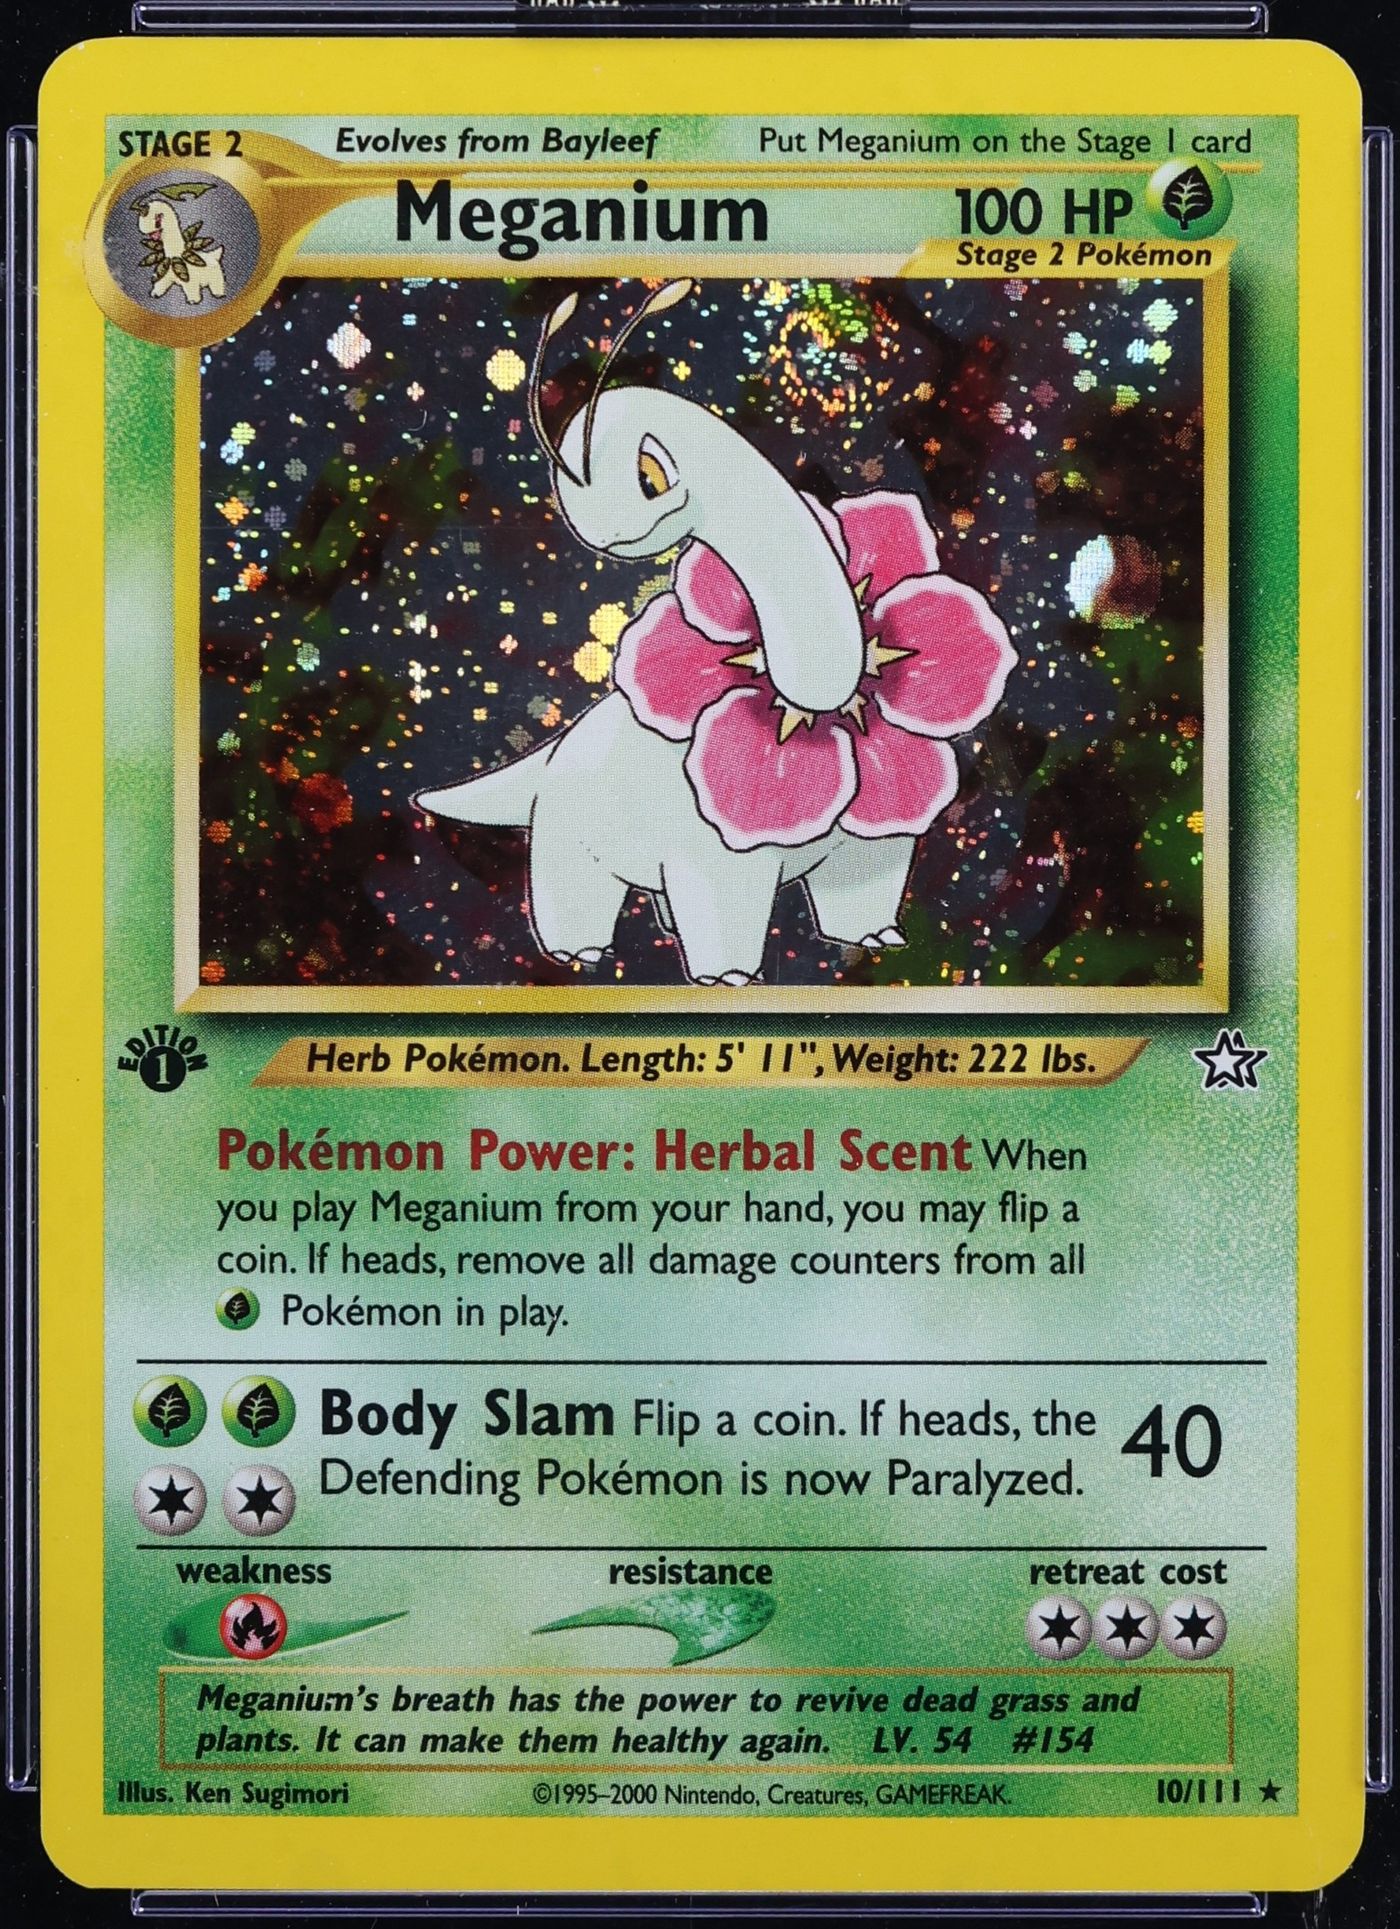 STAGE 2 Evolves from Bayleef Put Meganium on the Stage 1 card
Meganium 100 HP
Stage 2 Pokémon
EDITION
1
Herb Pokémon. Length: 5' 11", Weight: 222 lbs.
Pokémon Power: Herbal Scent When
you play Meganium from your hand, you may flip a
coin. If heads, remove all damage counters from all
Pokémon in play.
Body Slam Flip a coin. If heads, the
Defending Pokémon is now Paralyzed.
40
weakness resistance retreat cost
Meganium's breath has the power to revive dead grass and
plants. It can make them healthy again. LV. 54 #154
Illus. Ken Sugimori ©1995–2000 Nintendo, Creatures, GAMEFREAK. 10/111 ★